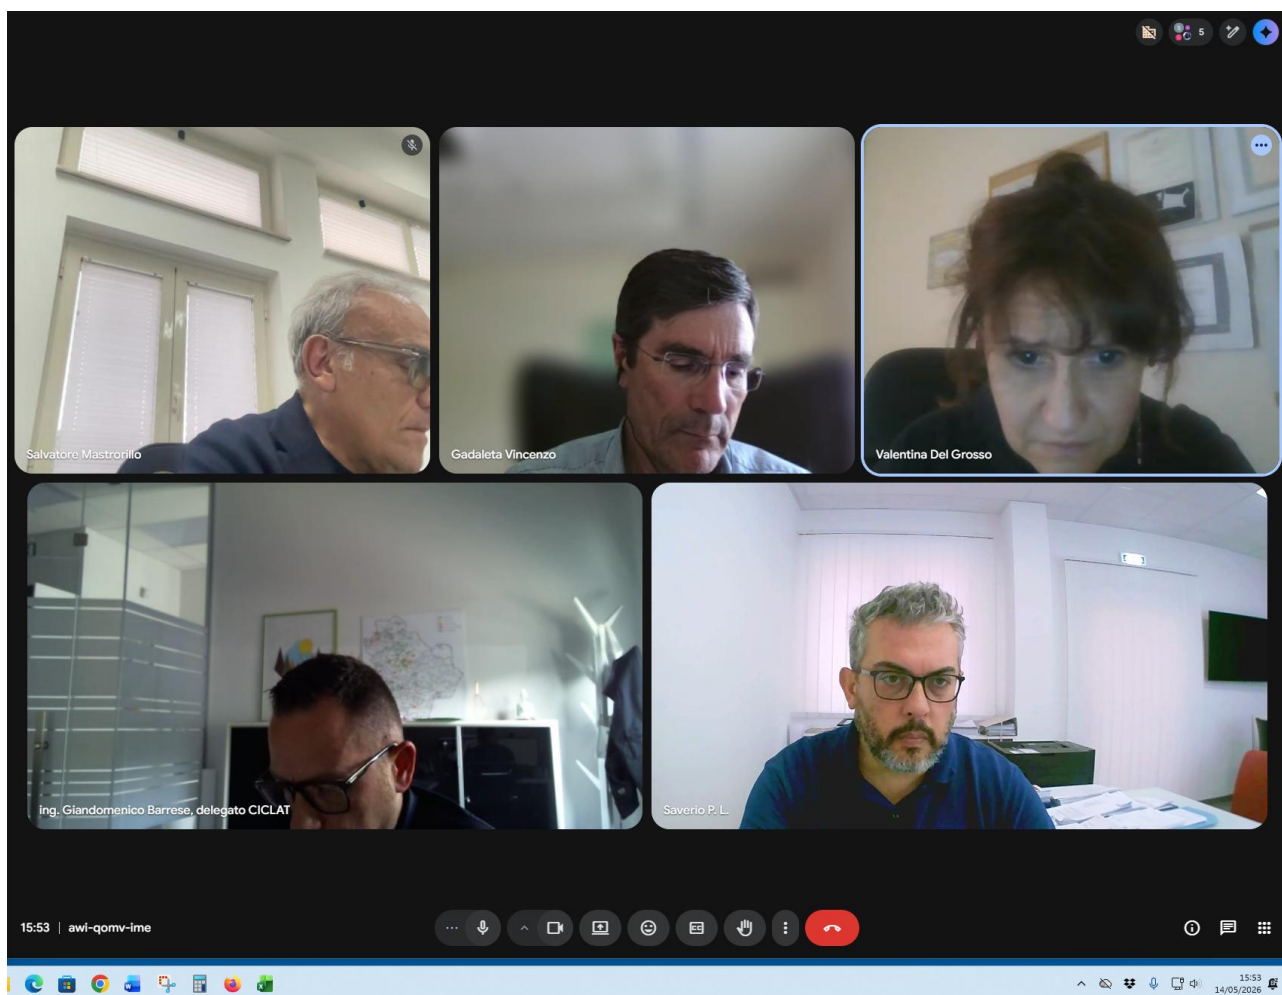 5
Salvatore Mastrorillo
Gadaleta Vincenzo
Valentina Del Grosso
ing. Giandomenico Barrese, delegato CICLAT
Saverio P. L.
15:53 | awi-qomv-ime
15:53
14/05/2026